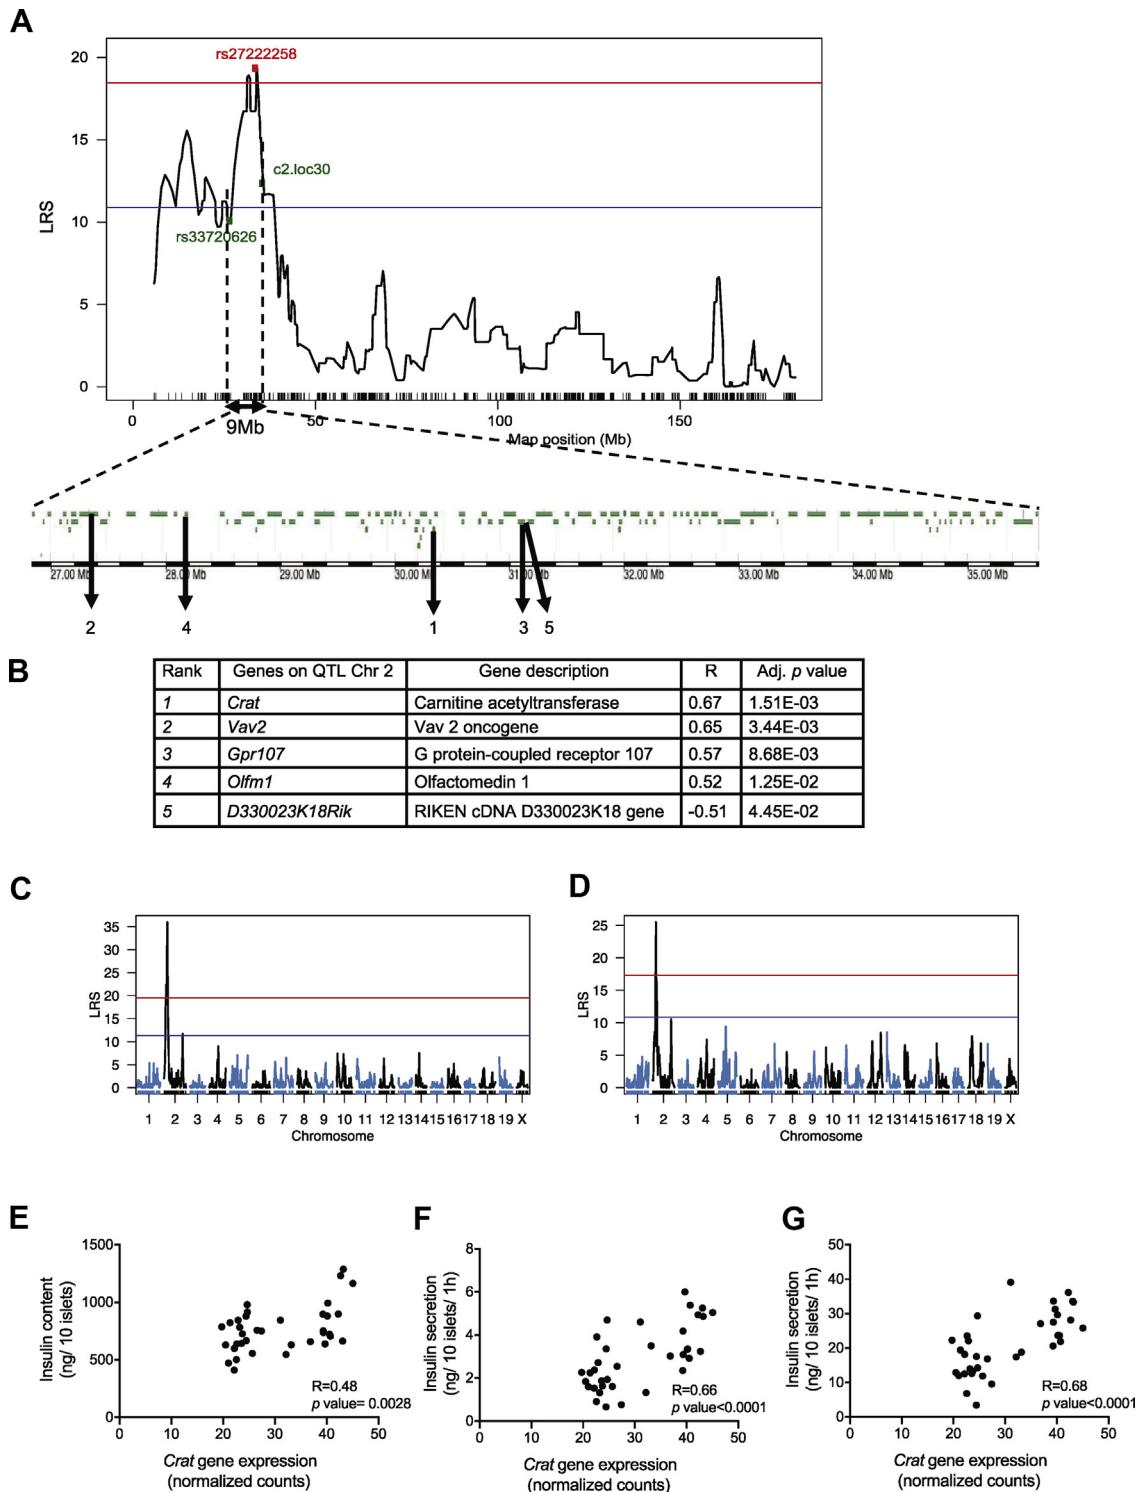 A
20
15
10
5
0
LRS
rs27222258
c2.loc30
rs33720626
0
50
100
150
9Mb
Map position (Mb)
27.00 Mb
28.00 Mb
29.00 Mb
30.00 Mb
31.00 Mb
32.00 Mb
33.00 Mb
34.00 Mb
35.00 Mb
2 4 1 3 5
B
Rank Genes on QTL Chr 2 Gene description R Adj. p value
1 Crat Carnitine acetyltransferase 0.67 1.51E-03
2 Vav2 Vav 2 oncogene 0.65 3.44E-03
3 Gpr107 G protein-coupled receptor 107 0.57 8.68E-03
4 Olfm1 Olfactomedin 1 0.52 1.25E-02
5 D330023K18Rik RIKEN cDNA D330023K18 gene -0.51 4.45E-02
C
35
30
25
20
15
10
5
0
LRS
1 2 3 4 5 6 7 8 9 10 11 12 13 14 15 16 17 18 19 X
Chromosome
D
25
20
15
10
5
0
LRS
1 2 3 4 5 6 7 8 9 10 11 12 13 14 15 16 17 18 19 X
Chromosome
E
Insulin content
(ng/ 10 islets)
1500
1000
500
0
R=0.48
p value= 0.0028
0 10 20 30 40 50
Crat gene expression
(normalized counts)
F
Insulin secretion
(ng/ 10 islets/ 1h)
8
6
4
2
0
R=0.66
p value<0.0001
0 10 20 30 40 50
Crat gene expression
(normalized counts)
G
Insulin secretion
(ng/ 10 islets/ 1h)
50
40
30
20
10
0
R=0.68
p value<0.0001
0 10 20 30 40 50
Crat gene expression
(normalized counts)